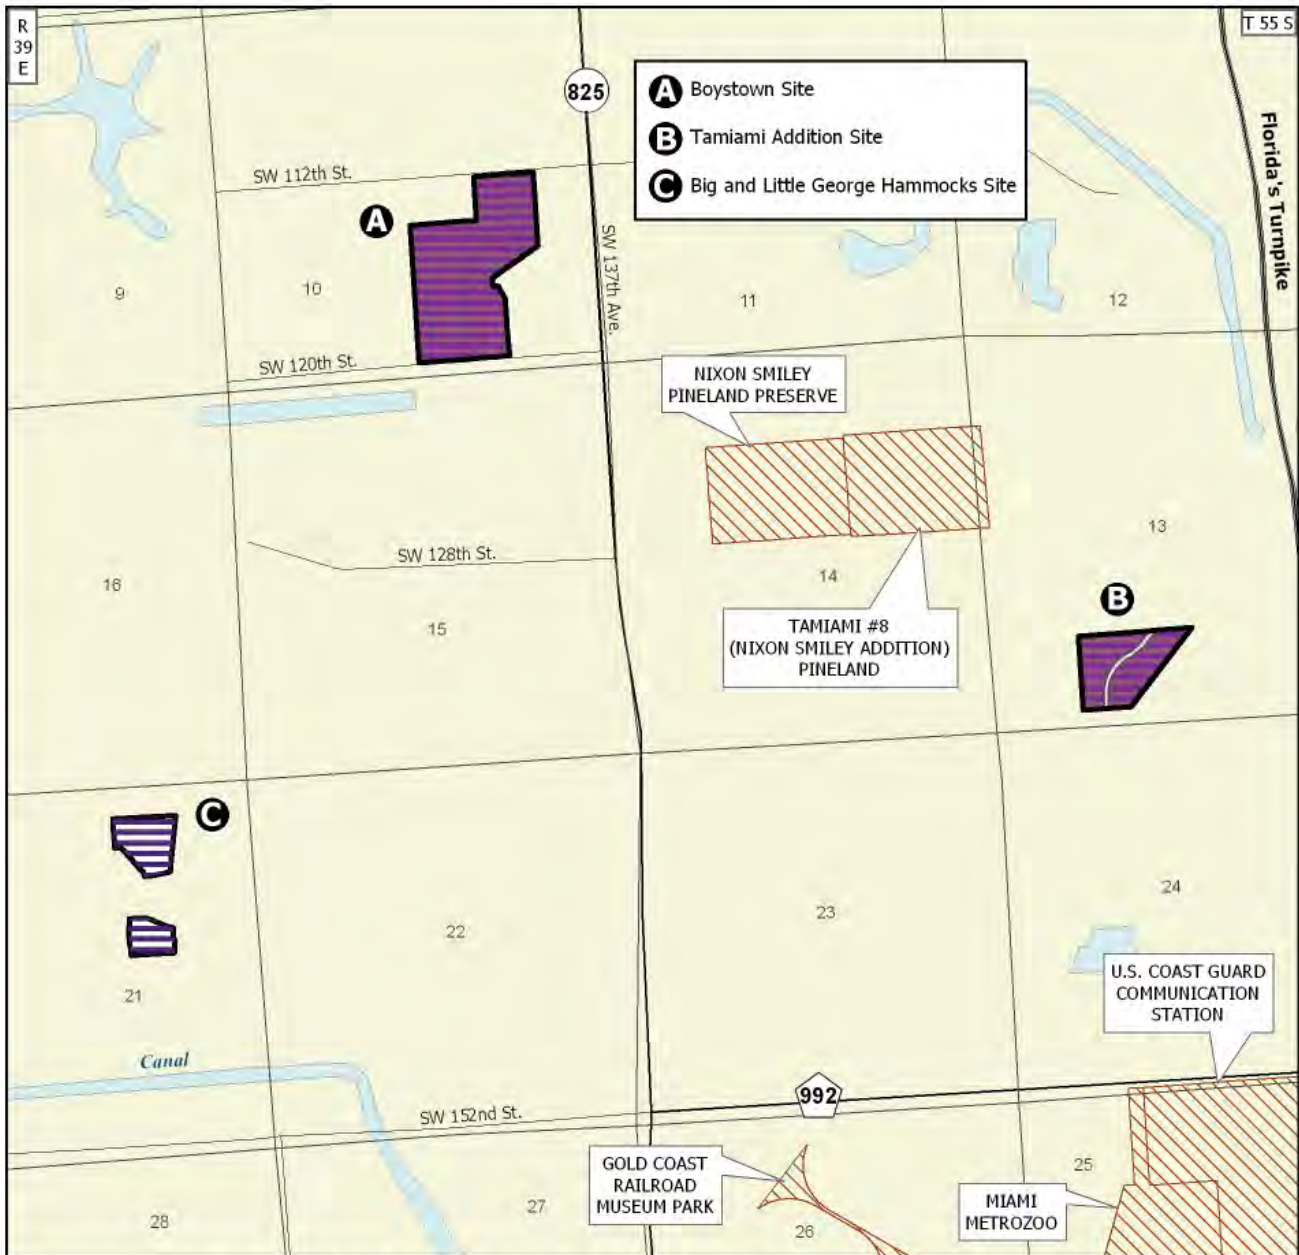 R
39
E
T 55 S
825
A Boystown Site
B Tamiami Addition Site
C Big and Little George Hammocks Site
Florida's Turnpike
SW 112th St.
A
SW 137th Ave.
9
10
11
12
SW 120th St.
NIXON SMILEY
PINELAND PRESERVE
13
SW 128th St.
14
16
15
B
TAMIAMI #8
(NIXON SMILEY ADDITION)
PINELAND
C
24
23
22
21
U.S. COAST GUARD
COMMUNICATION
STATION
Canal
992
SW 152nd St.
GOLD COAST
RAILROAD
MUSEUM PARK
25
MIAMI
METROZOO
27
28
26